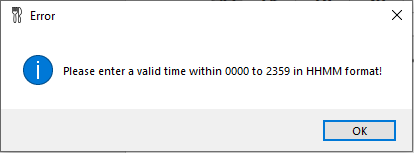 Error
Please enter a valid time within 0000 to 2359 in HHMM format!
OK